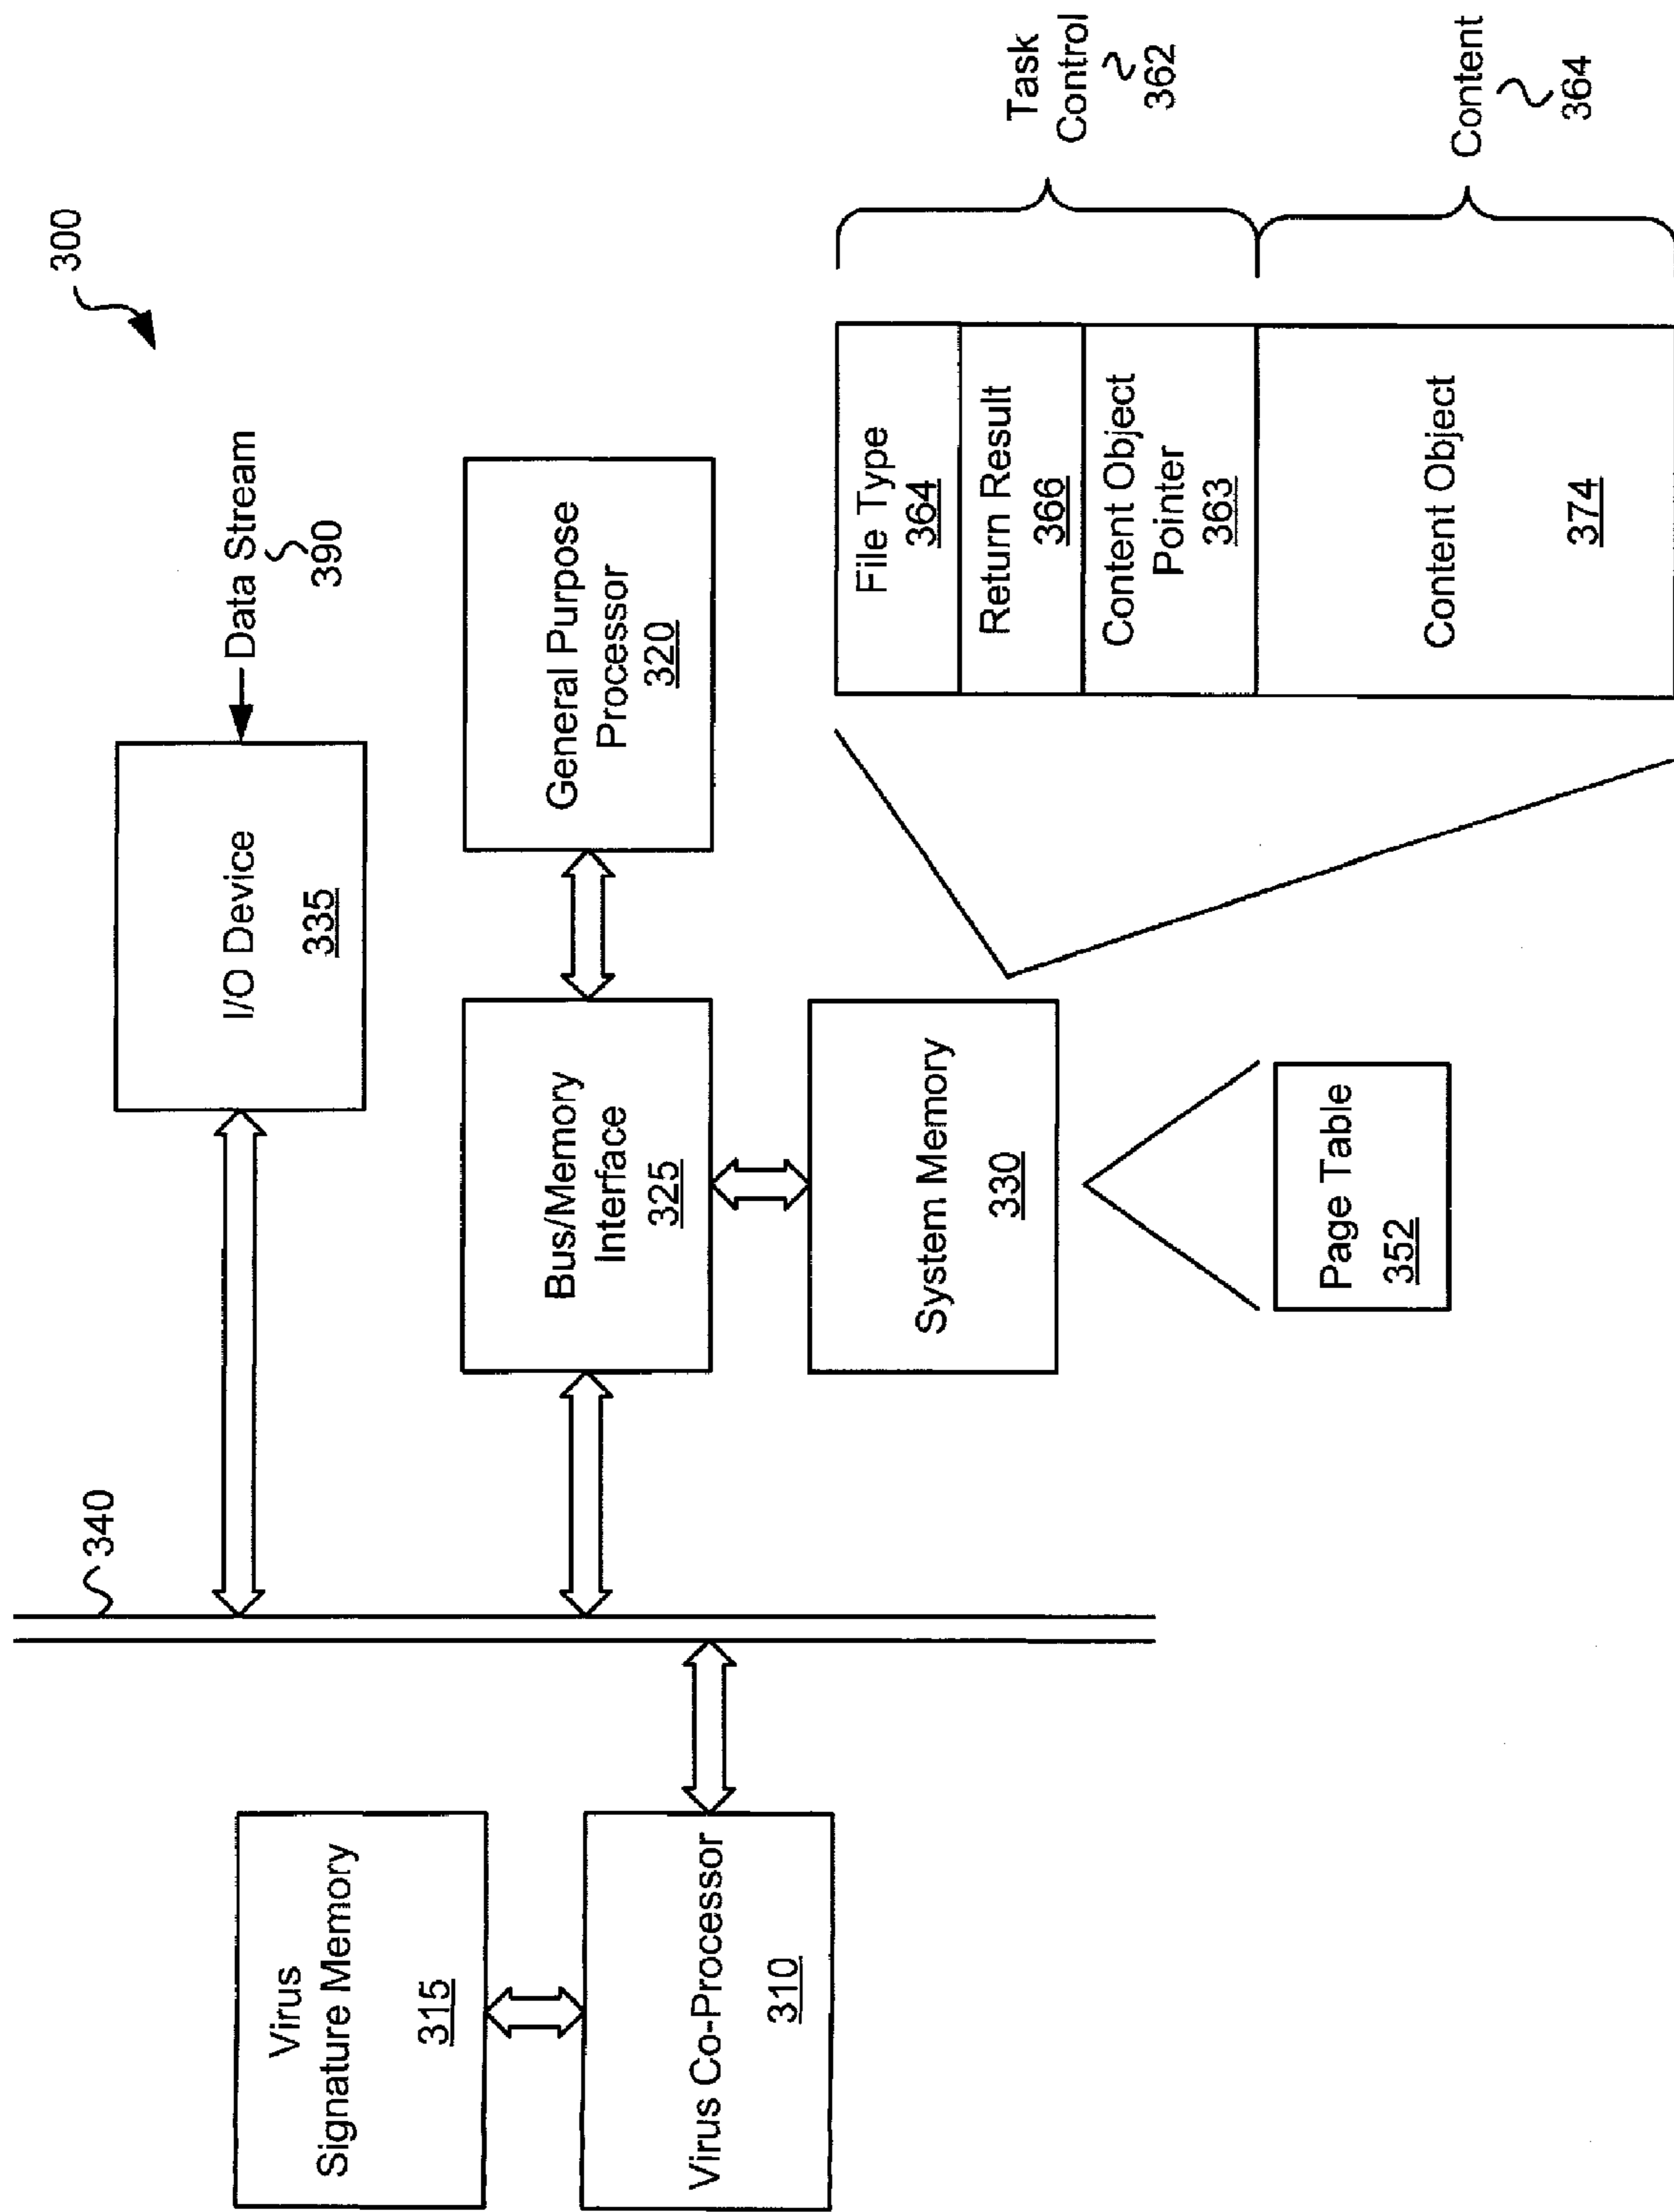 300
340
I/O Device
335
Data Stream
390
Virus
Signature Memory
315
Bus/Memory
Interface
325
General Purpose
Processor
320
Virus Co-Processor
310
System Memory
330
File Type
364
Return Result
366
Content Object
Pointer
363
Task
Control
362
Page Table
352
Content Object
374
Content
364